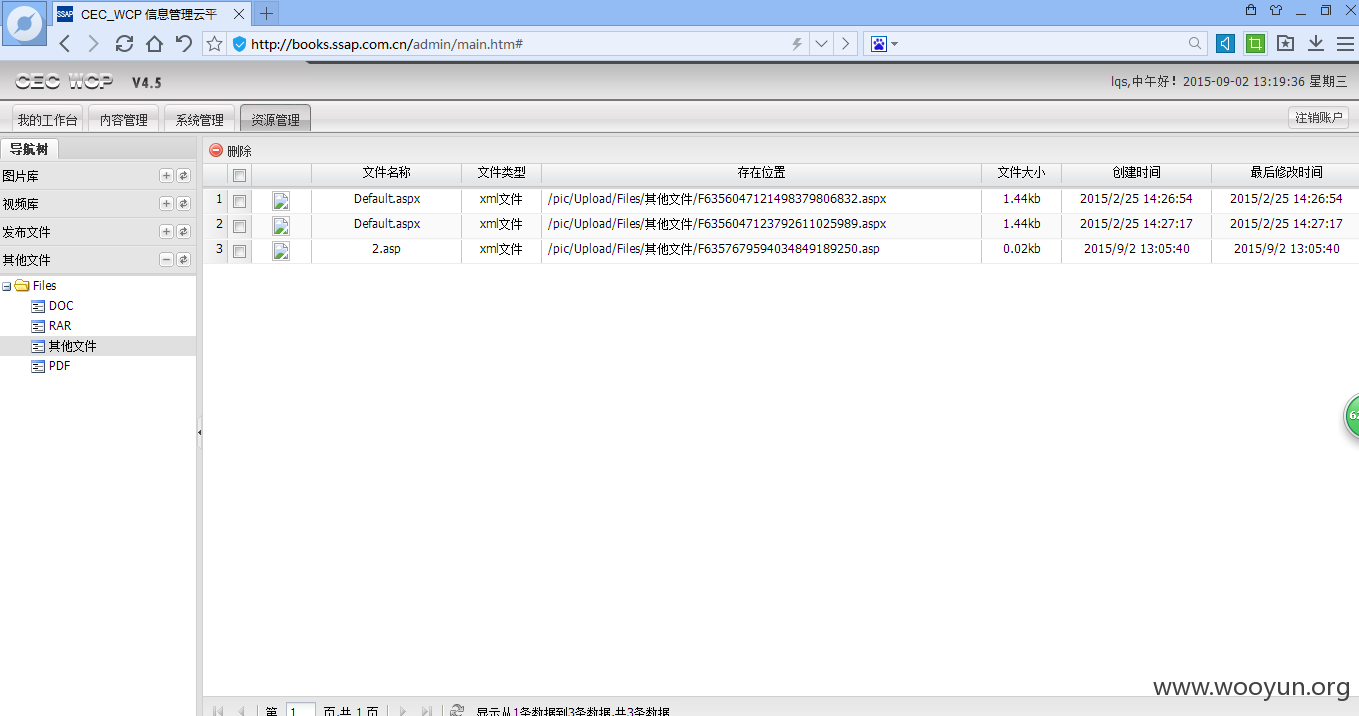 CEC_WCP 信息管理云平
http://books.ssap.com.cn/admin/main.htm#
CEC WCP V4.5
lqs,中午好！2015-09-02 13:19:36 星期三
我的工作台 内容管理 系统管理 资源管理 注销账户
导航树 删除
图片库
视频库
发布文件
其他文件
Files
DOC
RAR
其他文件
PDF
文件名称 文件类型 存在位置 文件大小 创建时间 最后修改时间
1 Default.aspx xml文件 /pic/Upload/Files/其他文件/F6356047121498379806832.aspx 1.44kb 2015/2/25 14:26:54 2015/2/25 14:26:54
2 Default.aspx xml文件 /pic/Upload/Files/其他文件/F6356047123792611025989.aspx 1.44kb 2015/2/25 14:27:17 2015/2/25 14:27:17
3 2.asp xml文件 /pic/Upload/Files/其他文件/F6357679594034849189250.asp 0.02kb 2015/9/2 13:05:40 2015/9/2 13:05:40
62
www.wooyun.org
第 1 页,共 1 页 显示从1条数据到3条数据,共3条数据